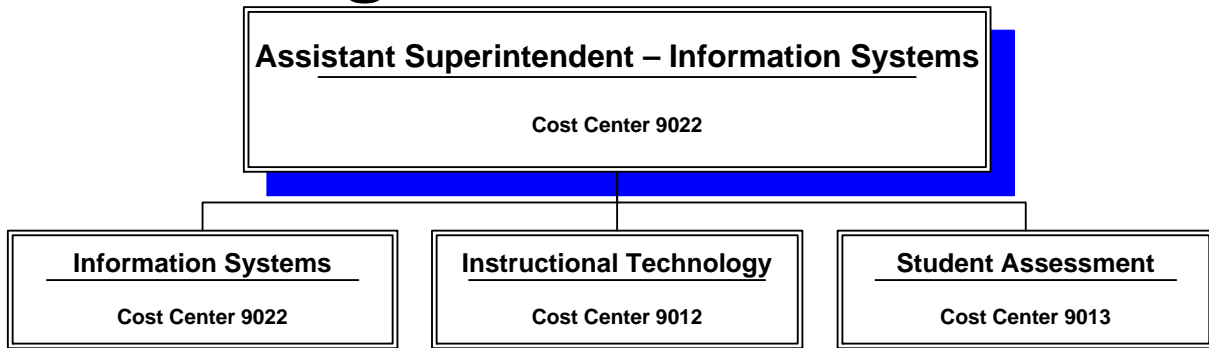 Assistant Superintendent – Information Systems
Cost Center 9022
Information Systems
Cost Center 9022
Instructional Technology
Cost Center 9012
Student Assessment
Cost Center 9013